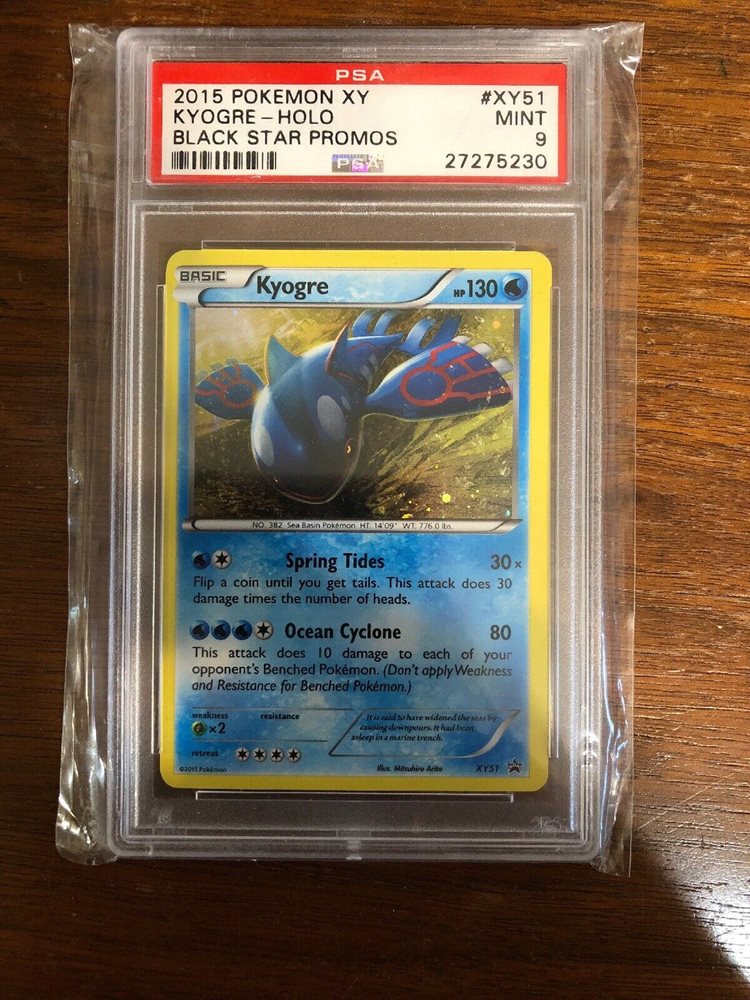 PSA
2015 POKEMON XY #XY51
KYOGRE - HOLO MINT
BLACK STAR PROMOS 9
PSA 27275230
BASIC Kyogre HP 130
NO. 382 Sea Basin Pokémon HT. 14'09" WT. 776.0 lbs.
Spring Tides 30×
Flip a coin until you get tails. This attack does 30
damage times the number of heads.
Ocean Cyclone 80
This attack does 10 damage to each of your
opponent's Benched Pokémon. (Don't apply Weakness
and Resistance for Benched Pokémon.)
weakness resistance
×2
It is said to have widened the seas by
causing downpours. It had been
asleep in a marine trench.
retreat
©2015 Pokémon Illus. Mitsuhiro Arita XY51